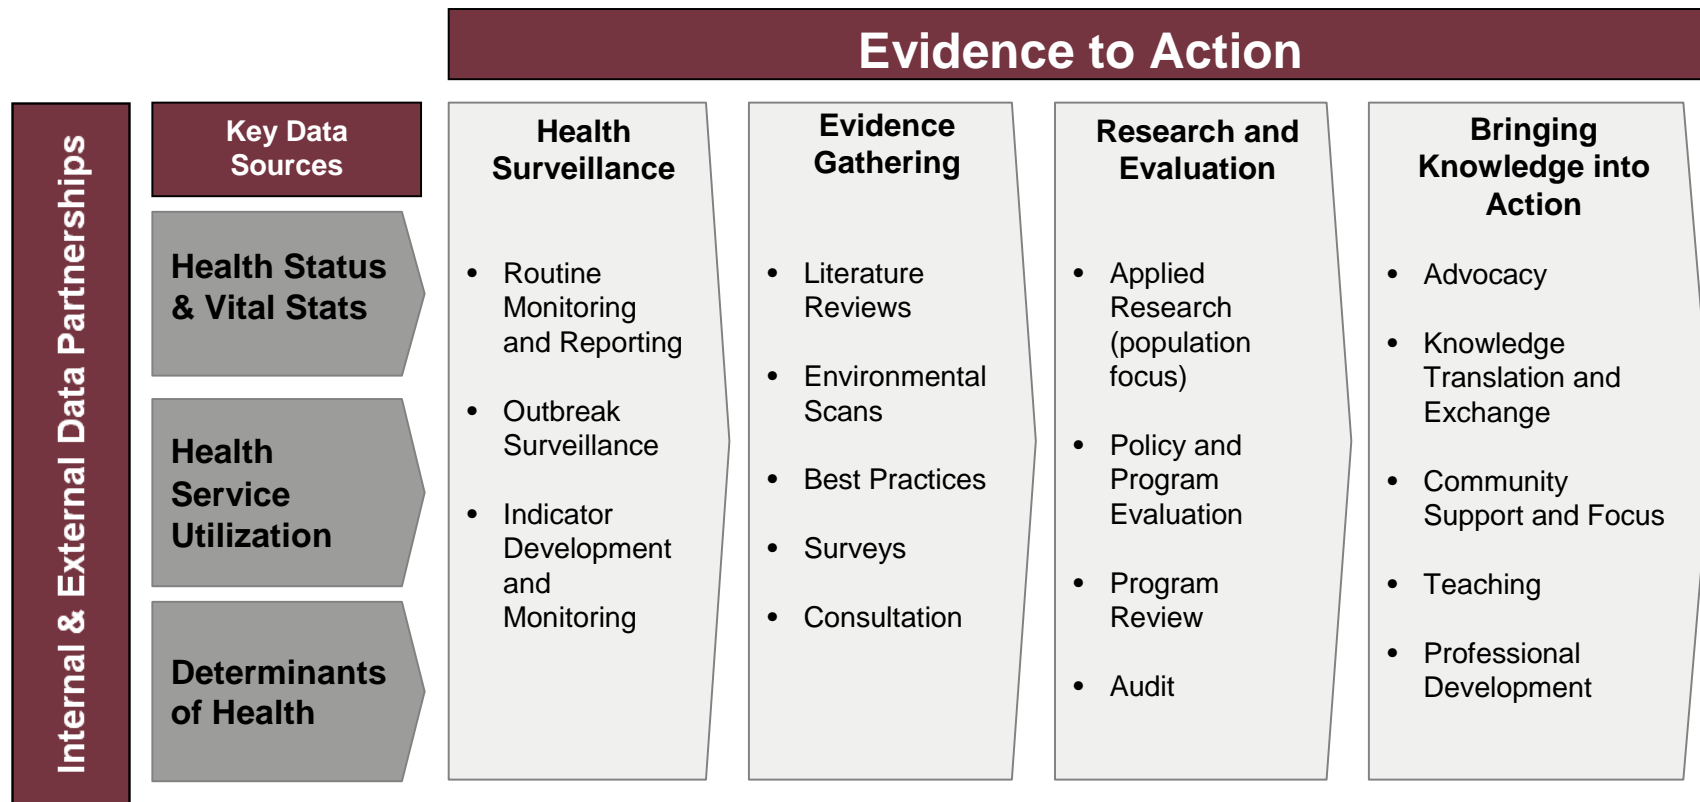 Evidence to Action
Internal & External Data Partnerships
Key Data
Sources
Health Status
& Vital Stats
Health
Service
Utilization
Determinants
of Health
Health
Surveillance
• Routine
Monitoring
and Reporting
• Outbreak
Surveillance
• Indicator
Development
and
Monitoring
Evidence
Gathering
• Literature
Reviews
• Environmental
Scans
• Best Practices
• Surveys
• Consultation
Research and
Evaluation
• Applied
Research
(population
focus)
• Policy and
Program
Evaluation
• Program
Review
• Audit
Bringing
Knowledge into
Action
• Advocacy
• Knowledge
Translation and
Exchange
• Community
Support and Focus
• Teaching
• Professional
Development